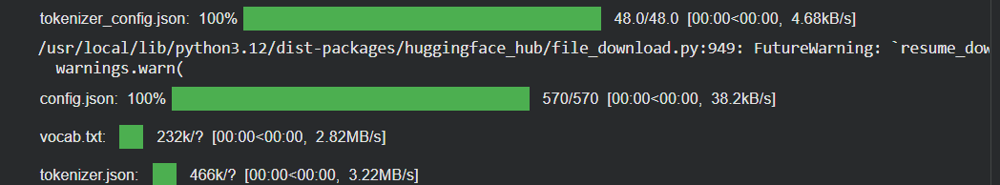 tokenizer_config.json: 100% 48.0/48.0 [00:00<00:00, 4.68kB/s]
/usr/local/lib/python3.12/dist-packages/huggingface_hub/file_download.py:949: FutureWarning: `resume_dow
warnings.warn(
config.json: 100% 570/570 [00:00<00:00, 38.2kB/s]
vocab.txt: 232k/? [00:00<00:00, 2.82MB/s]
tokenizer.json: 466k/? [00:00<00:00, 3.22MB/s]